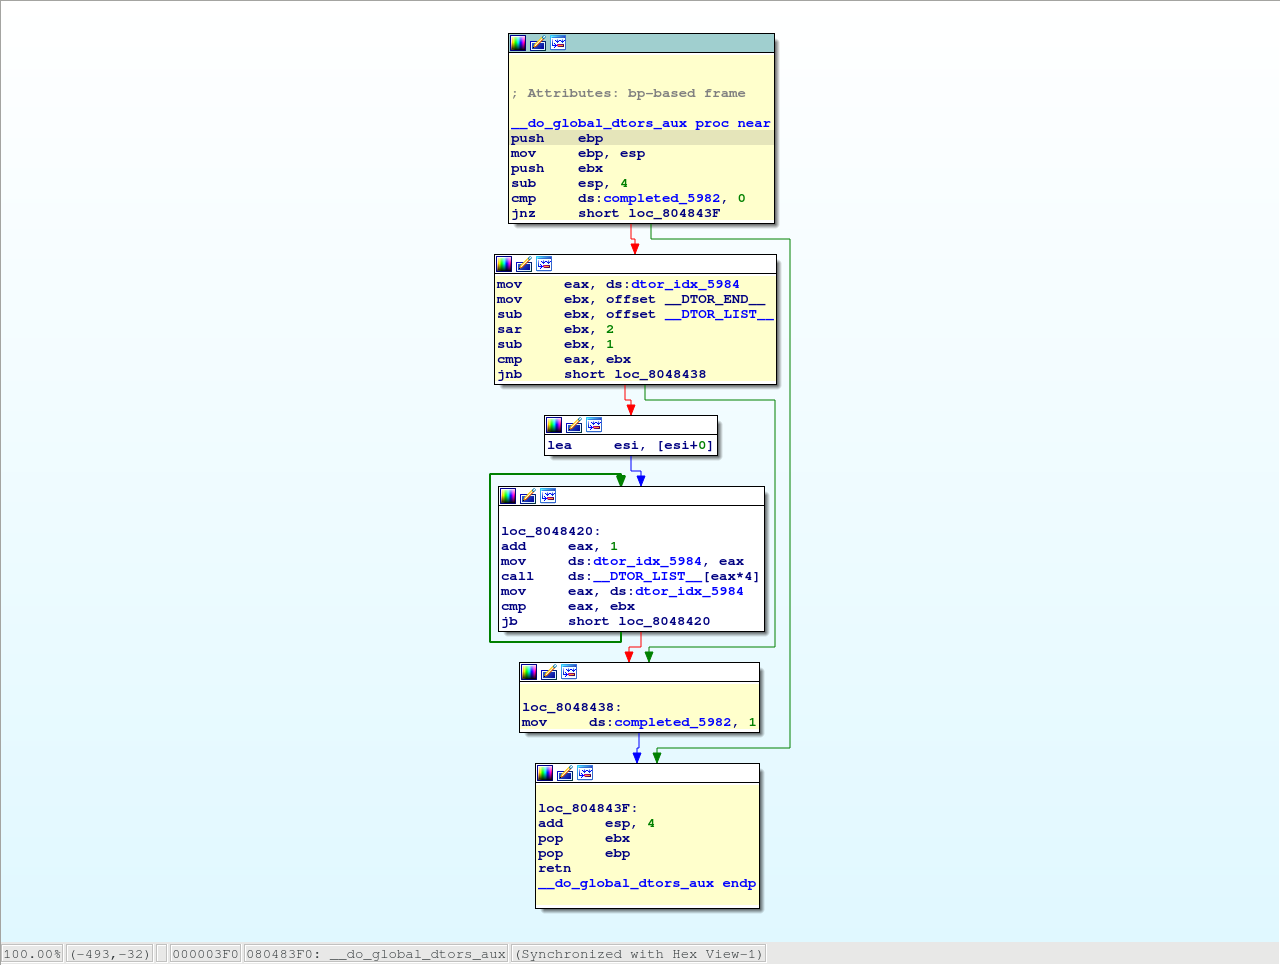 ; Attributes: bp-based frame
__do_global_dtors_aux proc near
push ebp
mov ebp, esp
push ebx
sub esp, 4
cmp ds:completed_5982, 0
jnz short loc_804843F
mov eax, ds:dtor_idx_5984
mov ebx, offset __DTOR_END__
sub ebx, offset __DTOR_LIST__
sar ebx, 2
sub ebx, 1
cmp eax, ebx
jnb short loc_8048438
lea esi, [esi+0]
loc_8048420:
add eax, 1
mov ds:dtor_idx_5984, eax
call ds:__DTOR_LIST__[eax*4]
mov eax, ds:dtor_idx_5984
cmp eax, ebx
jb short loc_8048420
loc_8048438:
mov ds:completed_5982, 1
loc_804843F:
add esp, 4
pop ebx
pop ebp
retn
__do_global_dtors_aux endp
100.00% (-493,-32) 000003F0 080483F0: __do_global_dtors_aux (Synchronized with Hex View-1)